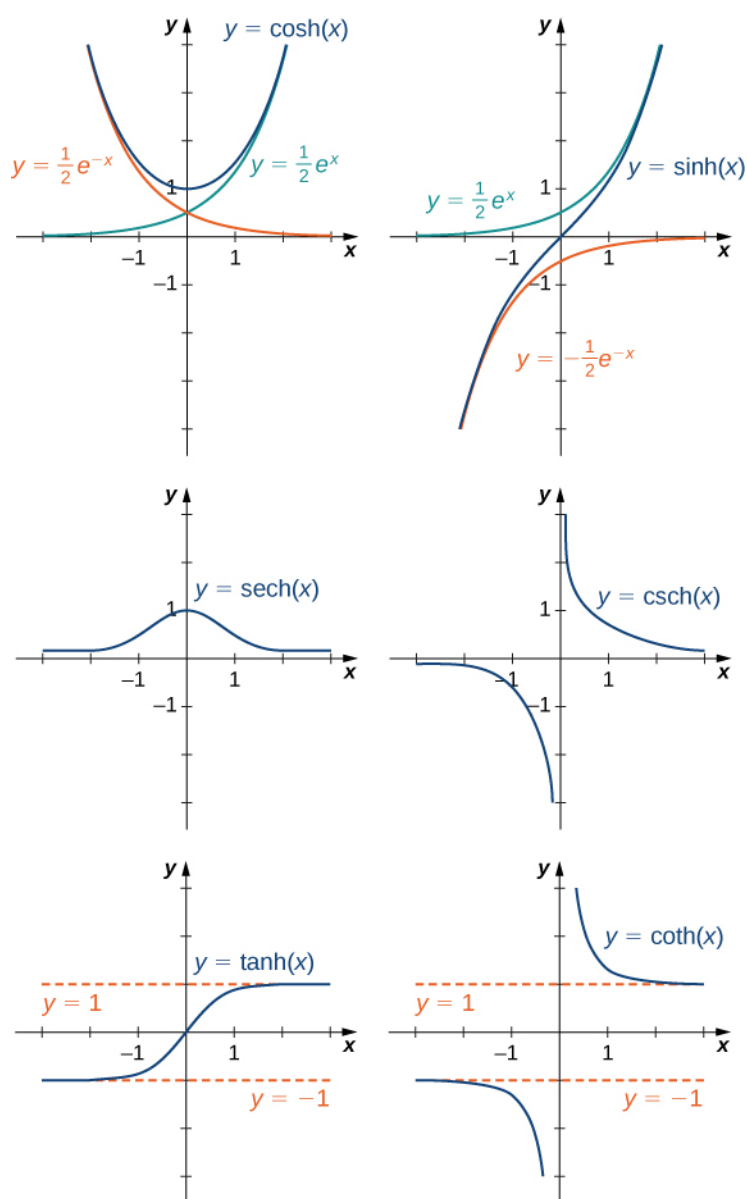 y
y = cosh(x)
y = 1/2 e^−x
1
y = 1/2 e^x
−1
1
x
−1
y
y = sinh(x)
1
y = 1/2 e^x
−1
1
x
−1
y = −1/2 e^−x
y
y = sech(x)
1
−1
1
x
−1
y
1
y = csch(x)
−1
1
x
−1
y
y = tanh(x)
y = 1
−1
1
x
y = −1
y
y = coth(x)
y = 1
−1
1
x
y = −1